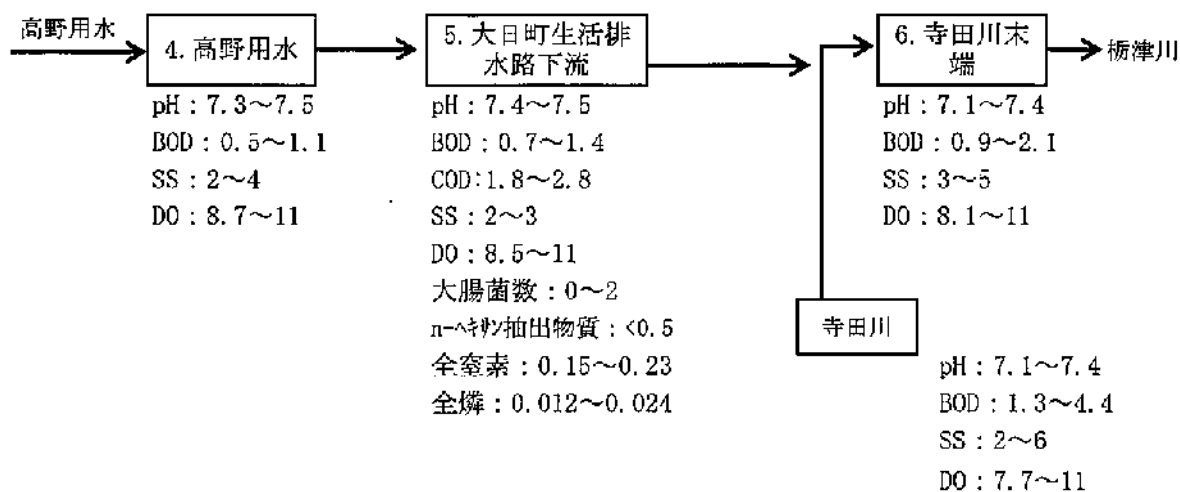 高野用水
4. 高野用水
pH : 7.3～7.5
BOD : 0.5～1.1
SS : 2～4
DO : 8.7～11
5. 大日町生活排
水路下流
pH : 7.4～7.5
BOD : 0.7～1.4
COD:1.8～2.8
SS : 2～3
DO : 8.5～11
大腸菌数 : 0～2
n-ヘキサン抽出物質 : <0.5
全窒素 : 0.15～0.23
全燐 : 0.012～0.024
6. 寺田川末
端
pH : 7.1～7.4
BOD : 0.9～2.1
SS : 3～5
DO : 8.1～11
栃津川
寺田川
pH : 7.1～7.4
BOD : 1.3～4.4
SS : 2～6
DO : 7.7～11